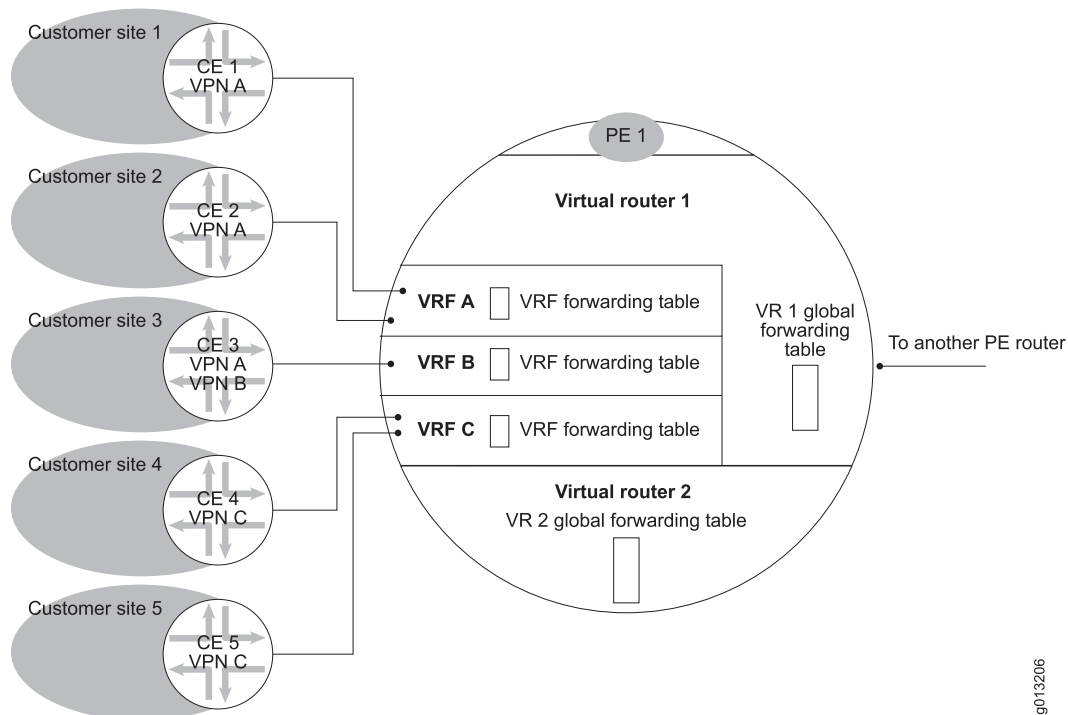 Customer site 1
CE 1
VPN A
Customer site 2
CE 2
VPN A
Customer site 3
CE 3
VPN A
VPN B
Customer site 4
CE 4
VPN C
Customer site 5
CE 5
VPN C
PE 1
Virtual router 1
VRF A VRF forwarding table
VRF B VRF forwarding table
VRF C VRF forwarding table
VR 1 global
forwarding
table
To another PE router
Virtual router 2
VR 2 global forwarding table
g013206